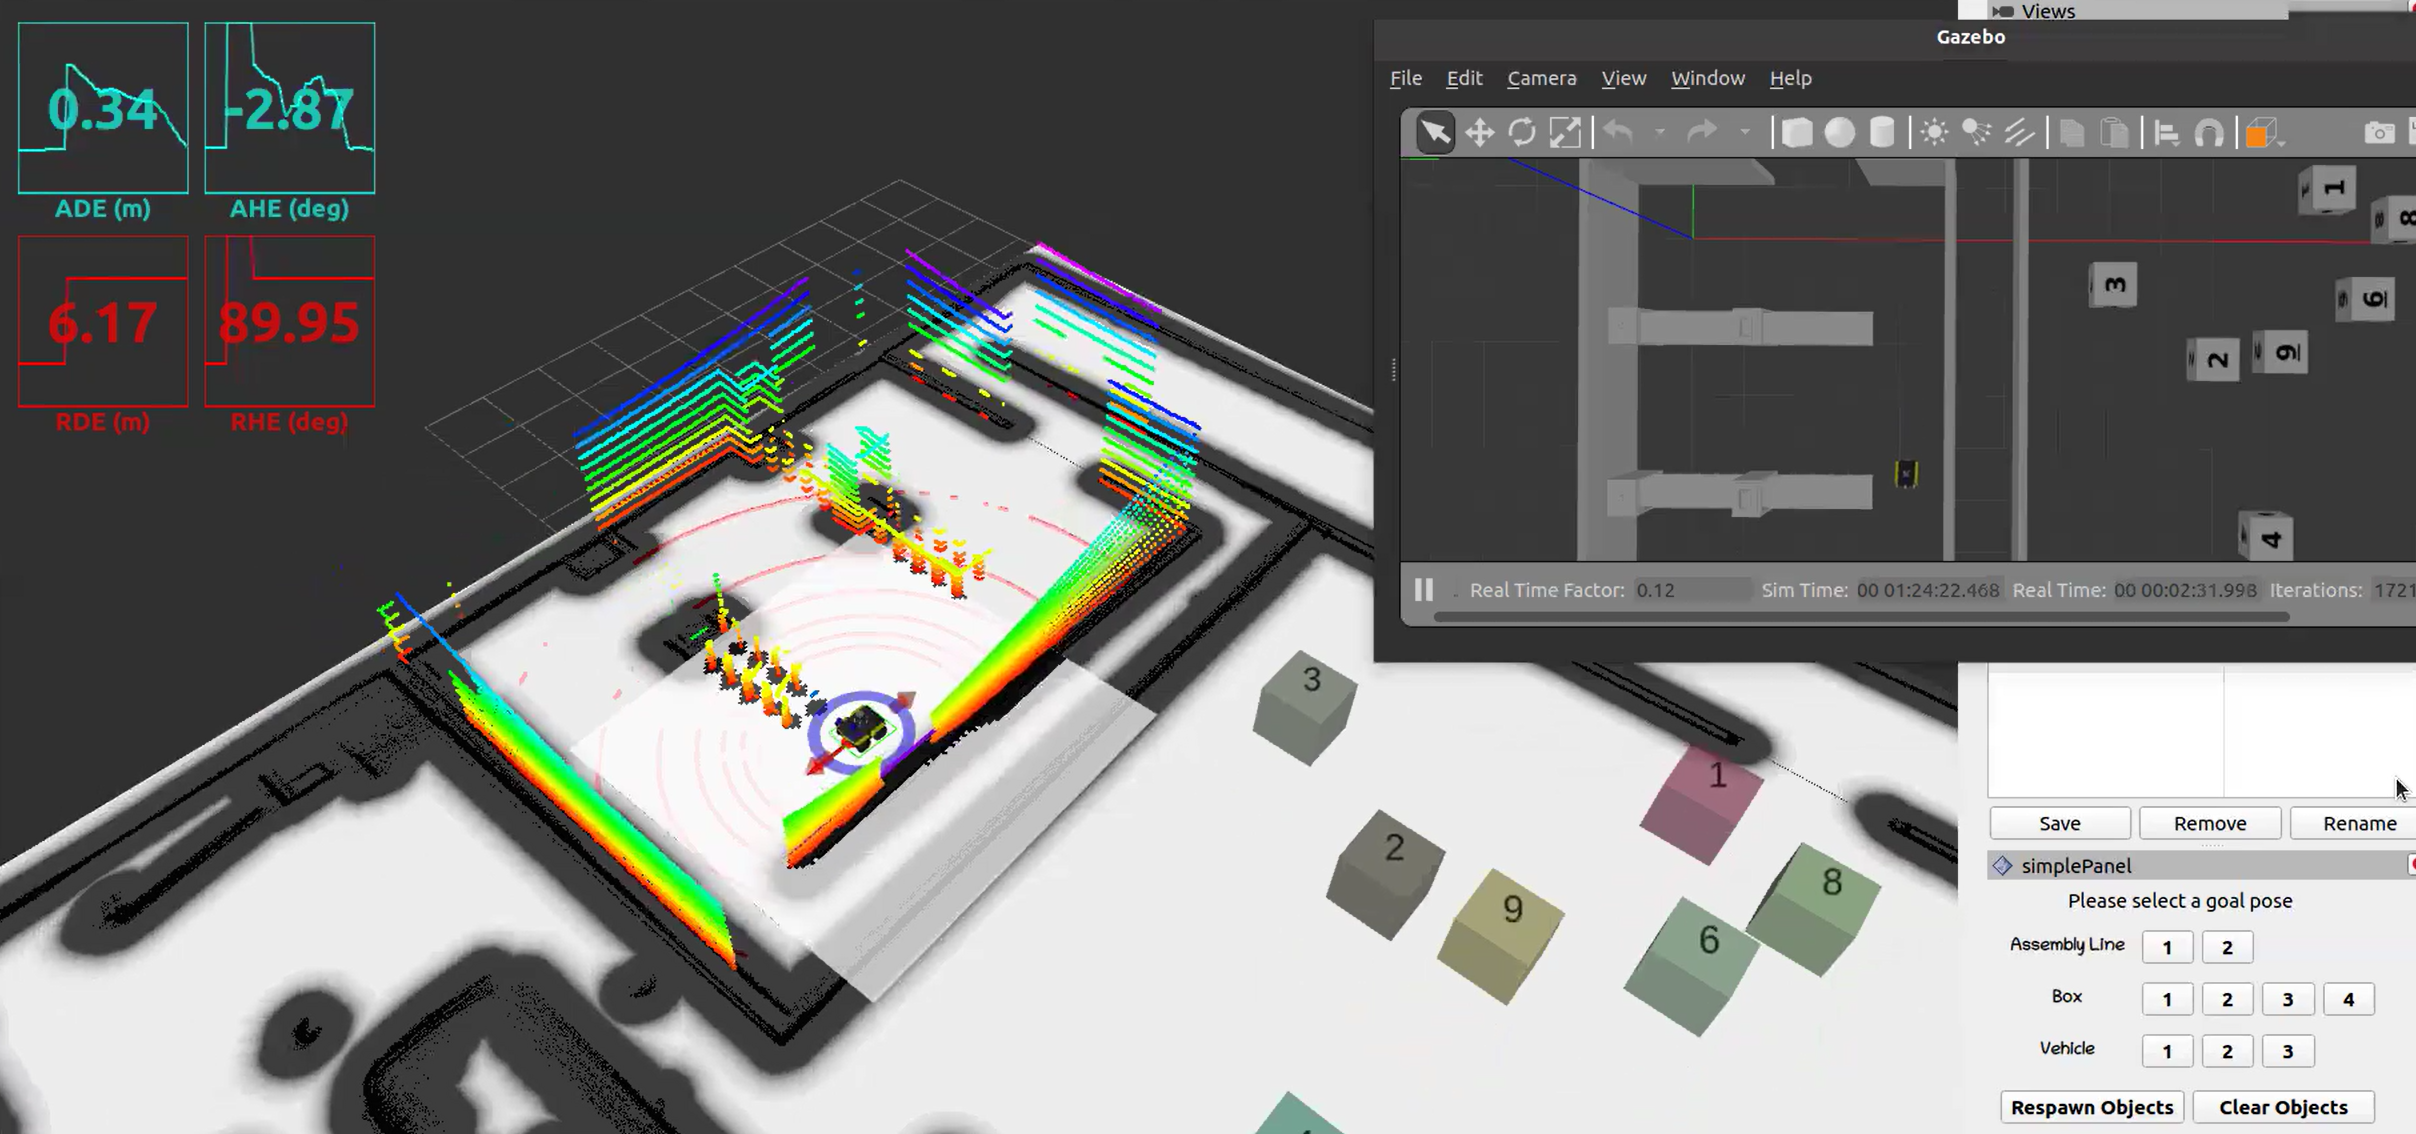 0.34
-2.87
ADE (m)
AHE (deg)
6.17
89.95
RDE (m)
RHE (deg)
Views
Gazebo
File Edit Camera View Window Help
1
8
8
3
6
2
9
4
Real Time Factor: 0.12 Sim Time: 00 01:24:22.468 Real Time: 00 00:02:31.998 Iterations: 1721
3
1
2
9
8
6
Save Remove Rename
simplePanel
Please select a goal pose
Assembly Line 1 2
Box 1 2 3 4
Vehicle 1 2 3
Respawn Objects Clear Objects